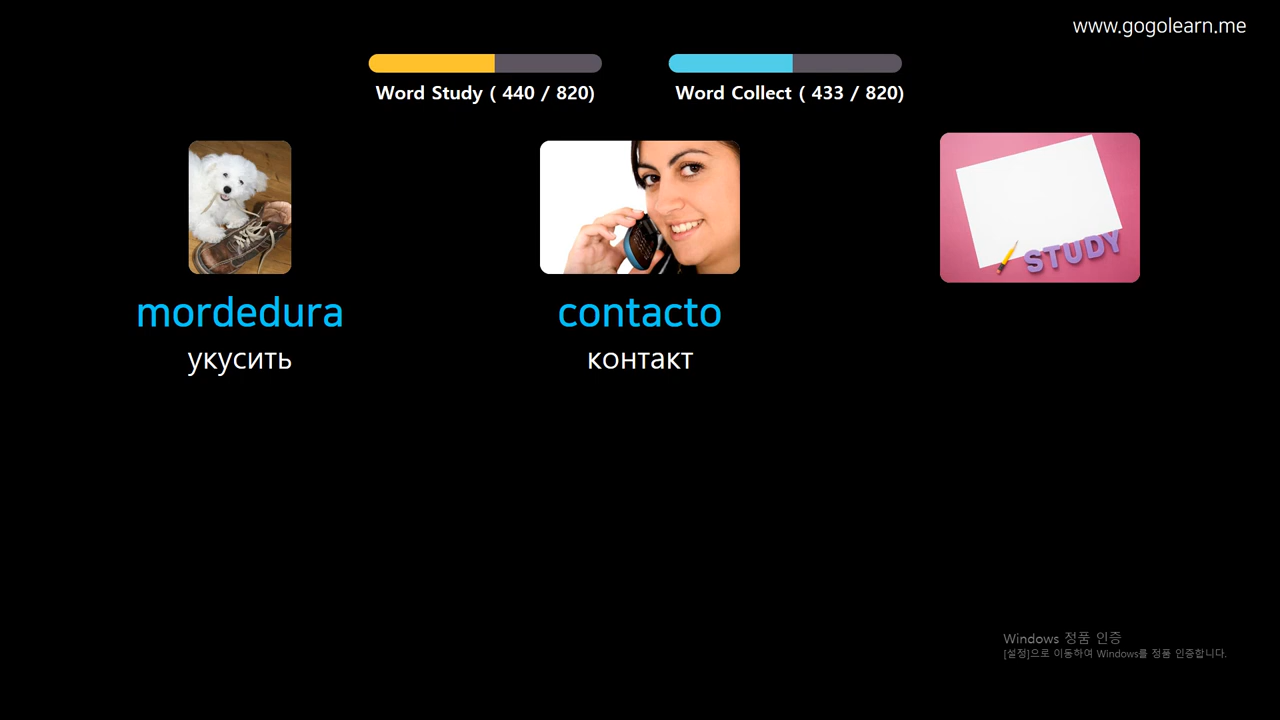 www.gogolearn.me
Word Study ( 440 / 820)
Word Collect ( 433 / 820)
STUDY
mordedura
contacto
укусить
контакт
Windows 정품 인증
[설정]으로 이동하여 Windows를 정품 인증합니다.